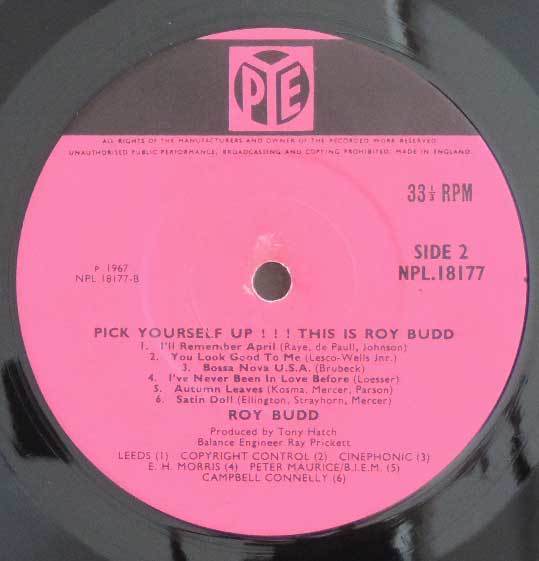 PYE
ALL RIGHTS OF THE MANUFACTURERS AND OWNER OF THE RECORDED WORK RESERVED
UNAUTHORISED PUBLIC PERFORMANCE, BROADCASTING AND COPYING PROHIBITED. MADE IN ENGLAND.
33⅓ RPM
SIDE 2
NPL.18177
P 1967
NPL 18177-B
PICK YOURSELF UP ! ! ! THIS IS ROY BUDD
1. I'll Remember April (Raye, de Paull, Johnson)
2. You Look Good To Me (Lesco-Wells Jnr.)
3. Bossa Nova U.S.A. (Brubeck)
4. I've Never Been In Love Before (Loesser)
5. Autumn Leaves (Kosma, Mercer, Parson)
6. Satin Doll (Ellington, Strayhorn, Mercer)
ROY BUDD
Produced by Tony Hatch
Balance Engineer Ray Prickett
LEEDS (1) COPYRIGHT CONTROL (2) CINEPHONIC (3)
E. H. MORRIS (4) PETER MAURICE/B.I.E.M. (5)
CAMPBELL CONNELLY (6)